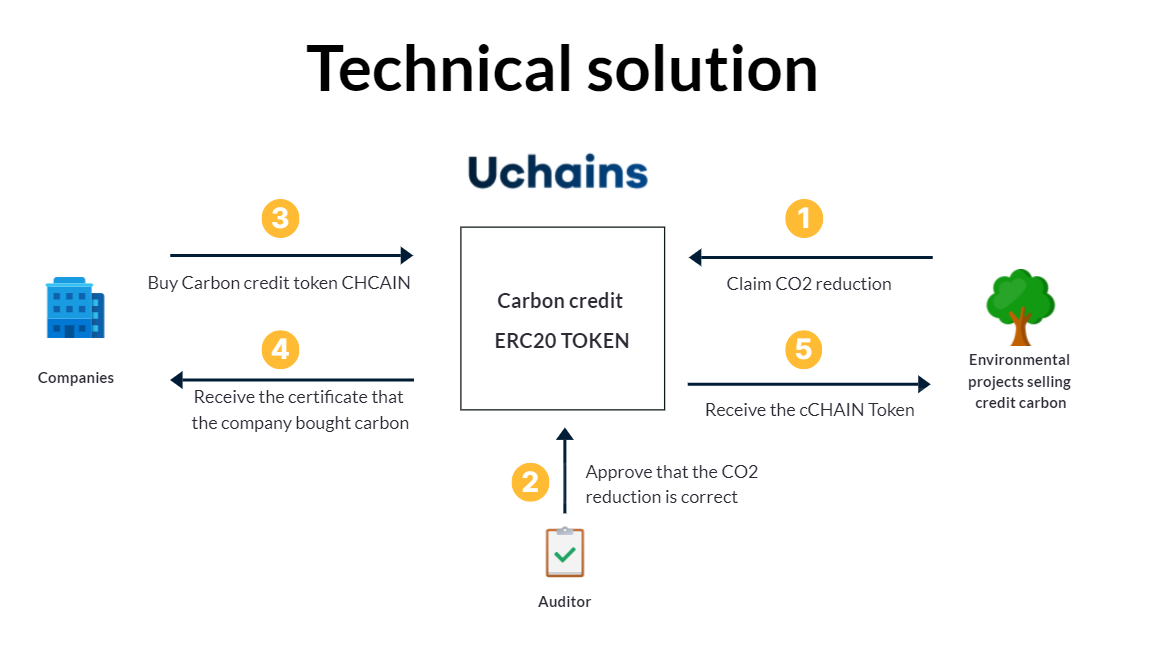 Technical solution
Uchains
3
1
Buy Carbon credit token CHCAIN
Claim CO2 reduction
Carbon credit
ERC20 TOKEN
4
5
Companies
Receive the certificate that
the company bought carbon
Receive the cCHAIN Token
Environmental
projects selling
credit carbon
2
Approve that the CO2
reduction is correct
Auditor